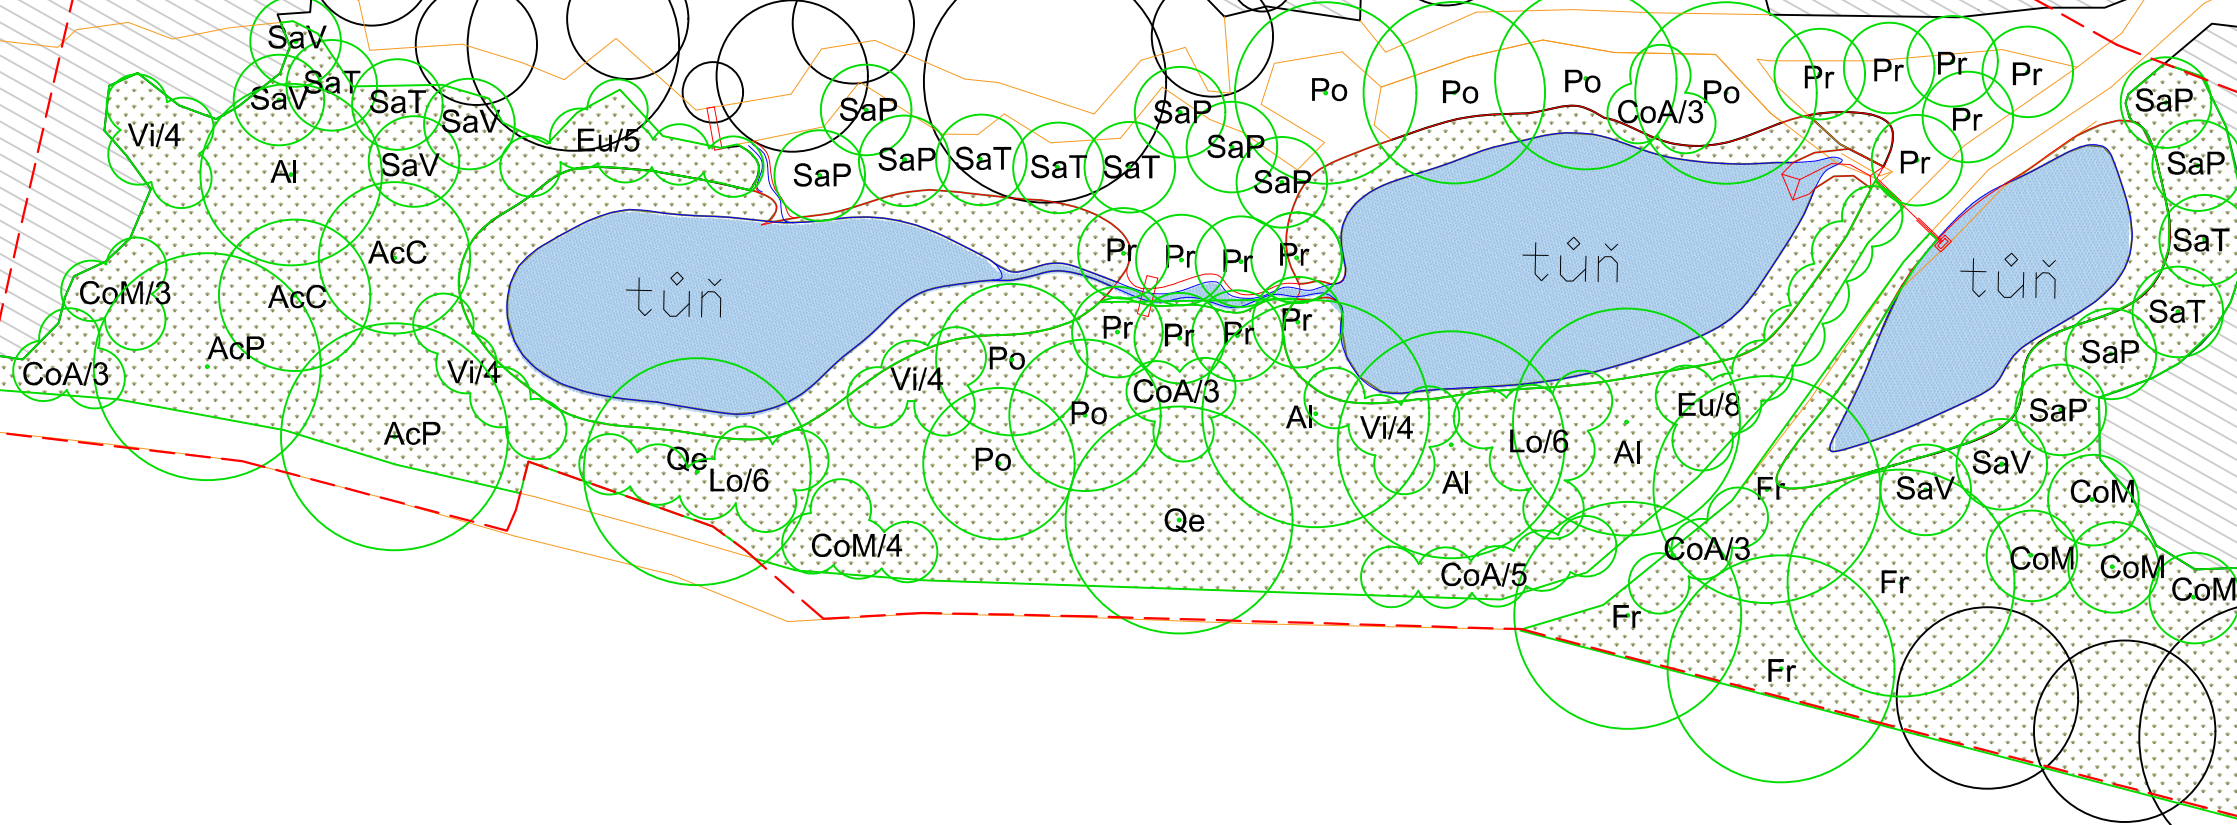 SaV
SaT
SaV
SaT
SaV
Vi/4
Eu/5
SaV
Al
SaP
SaP
SaP
SaT
SaT
SaT
SaP
SaP
SaP
Po
Po
Po
CoA/3
Po
Pr
Pr
Pr
Pr
Pr
Pr
SaP
SaP
SaT
SaT
SaP
SaP
AcC
AcC
CoM/3
AcP
CoA/3
Vi/4
AcP
tůň
Pr
Pr
Pr
Pr
Pr
Pr
Pr
Pr
tůň
tůň
Po
Vi/4
CoA/3
Po
Po
Qe
Lo/6
CoM/4
Qe
Al
Vi/4
Al
Lo/6
Al
Eu/8
CoA/5
CoA/3
Fr
Fr
Fr
Fr
SaV
SaV
CoM
CoM
CoM
CoM